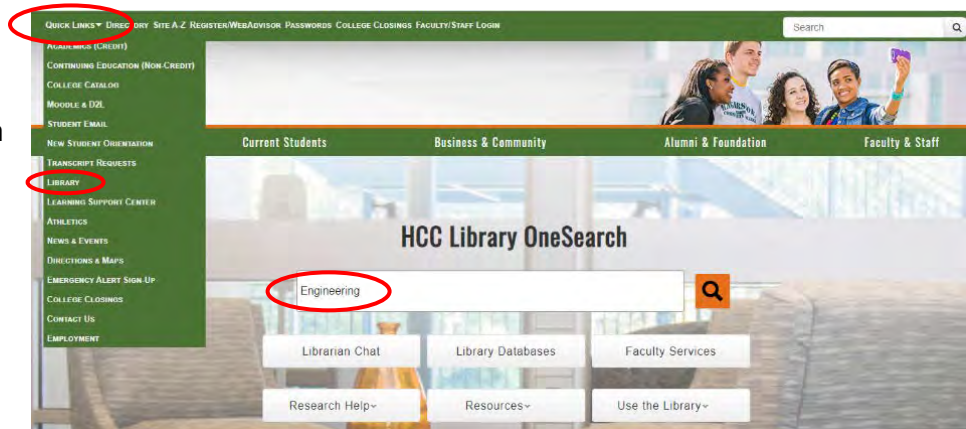 QUICK LINKS▾ DIRECTORY SITE A-Z REGISTER/WEBADVISOR PASSWORDS COLLEGE CLOSINGS FACULTY/STAFF LOGIN
Search
ACADEMICS (CREDIT)
CONTINUING EDUCATION (NON-CREDIT)
COLLEGE CATALOG
MOODLE & D2L
STUDENT EMAIL
NEW STUDENT ORIENTATION
TRANSCRIPT REQUESTS
LIBRARY
LEARNING SUPPORT CENTER
ATHLETICS
NEWS & EVENTS
DIRECTIONS & MAPS
EMERGENCY ALERT SIGN-UP
COLLEGE CLOSINGS
CONTACT US
EMPLOYMENT
Current Students Business & Community Alumni & Foundation Faculty & Staff
HCC Library OneSearch
Engineering
Librarian Chat Library Databases Faculty Services
Research Help Resources Use the Library